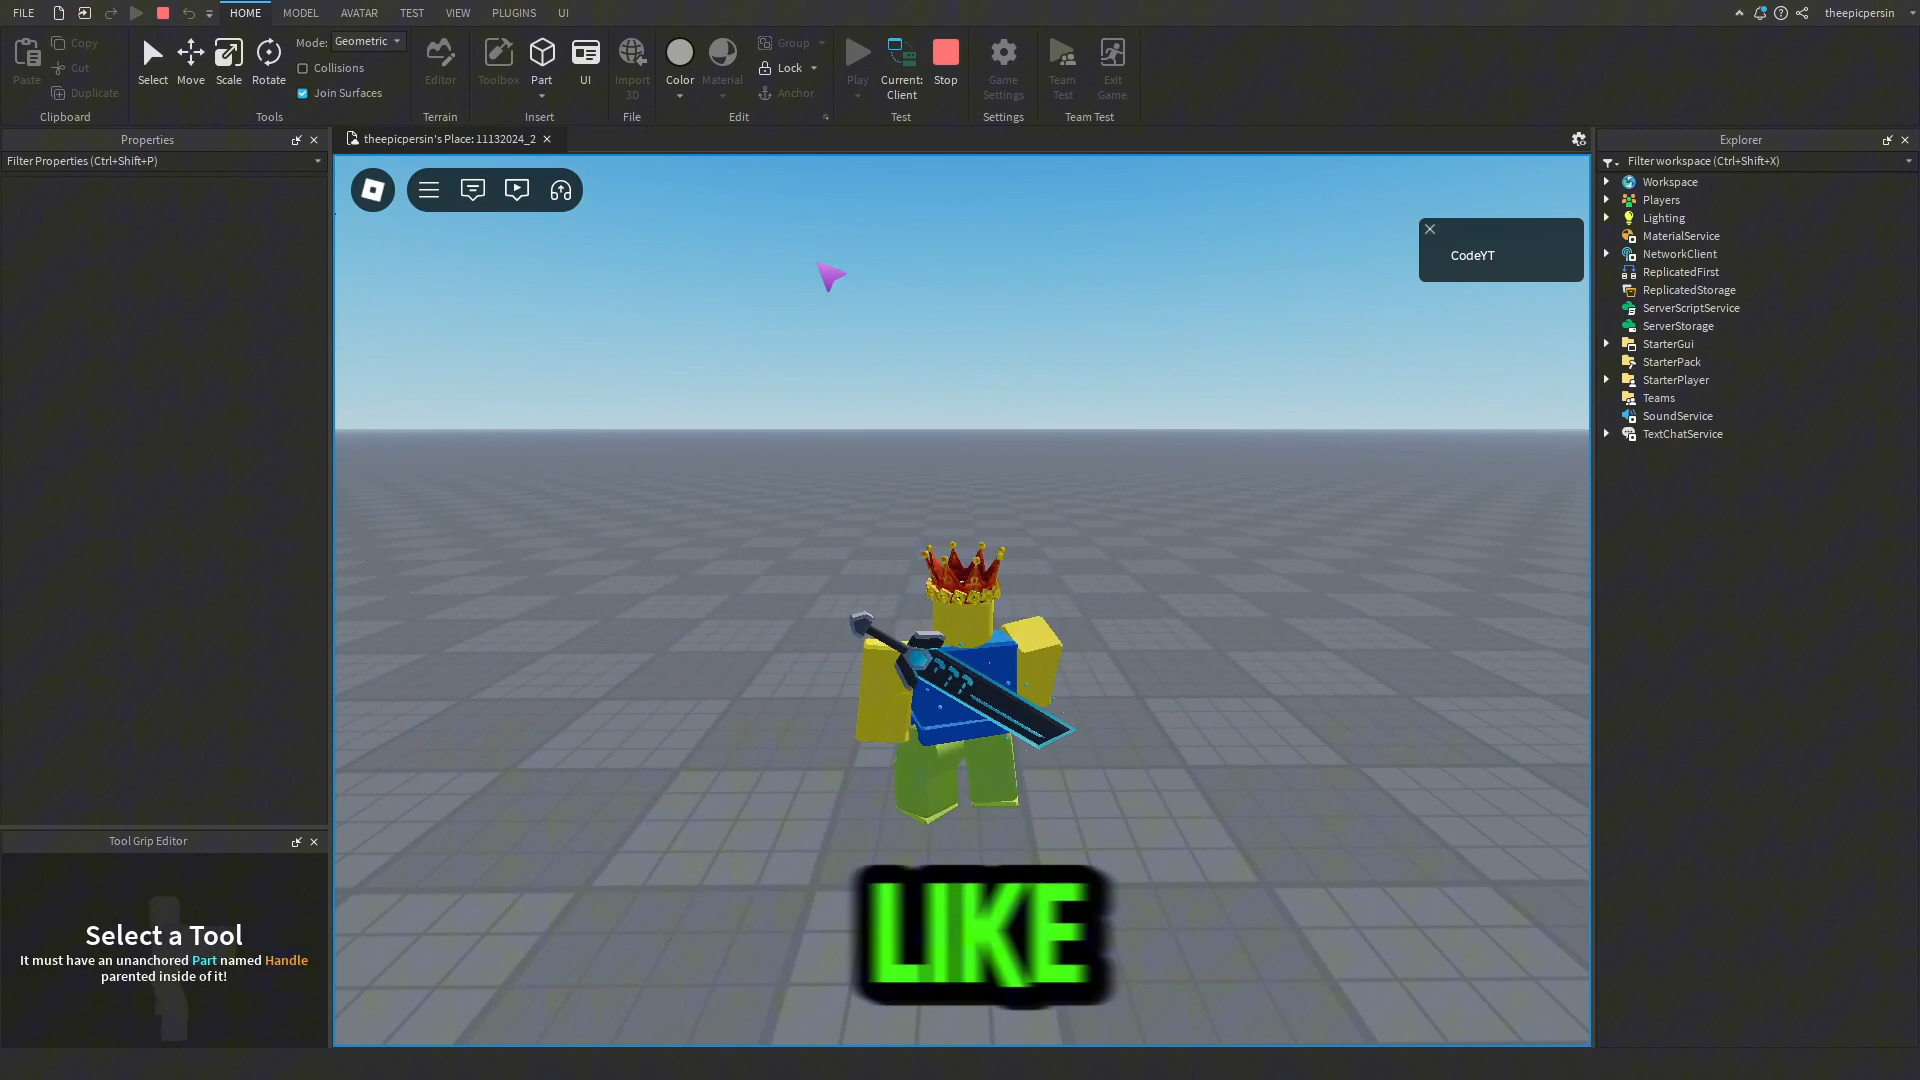 FILE
HOME
MODEL
AVATAR
TEST
VIEW
PLUGINS
UI
theepicpersin
Paste
Copy
Cut
Duplicate
Clipboard
Select
Move
Scale
Rotate
Mode: Geometric
Collisions
Join Surfaces
Tools
Editor
Terrain
Toolbox
Part
UI
Insert
Import
3D
File
Color
Material
Group
Lock
Anchor
Edit
Play
Current:
Client
Stop
Test
Game
Settings
Settings
Team
Test
Exit
Game
Team Test
Properties
Filter Properties (Ctrl+Shift+P)
theepicpersin's Place: 11132024_2
Explorer
Filter workspace (Ctrl+Shift+X)
Workspace
Players
Lighting
MaterialService
NetworkClient
ReplicatedFirst
ReplicatedStorage
ServerScriptService
ServerStorage
StarterGui
StarterPack
StarterPlayer
Teams
SoundService
TextChatService
CodeYT
LIKE
Tool Grip Editor
Select a Tool
It must have an unanchored Part named Handle
parented inside of it!